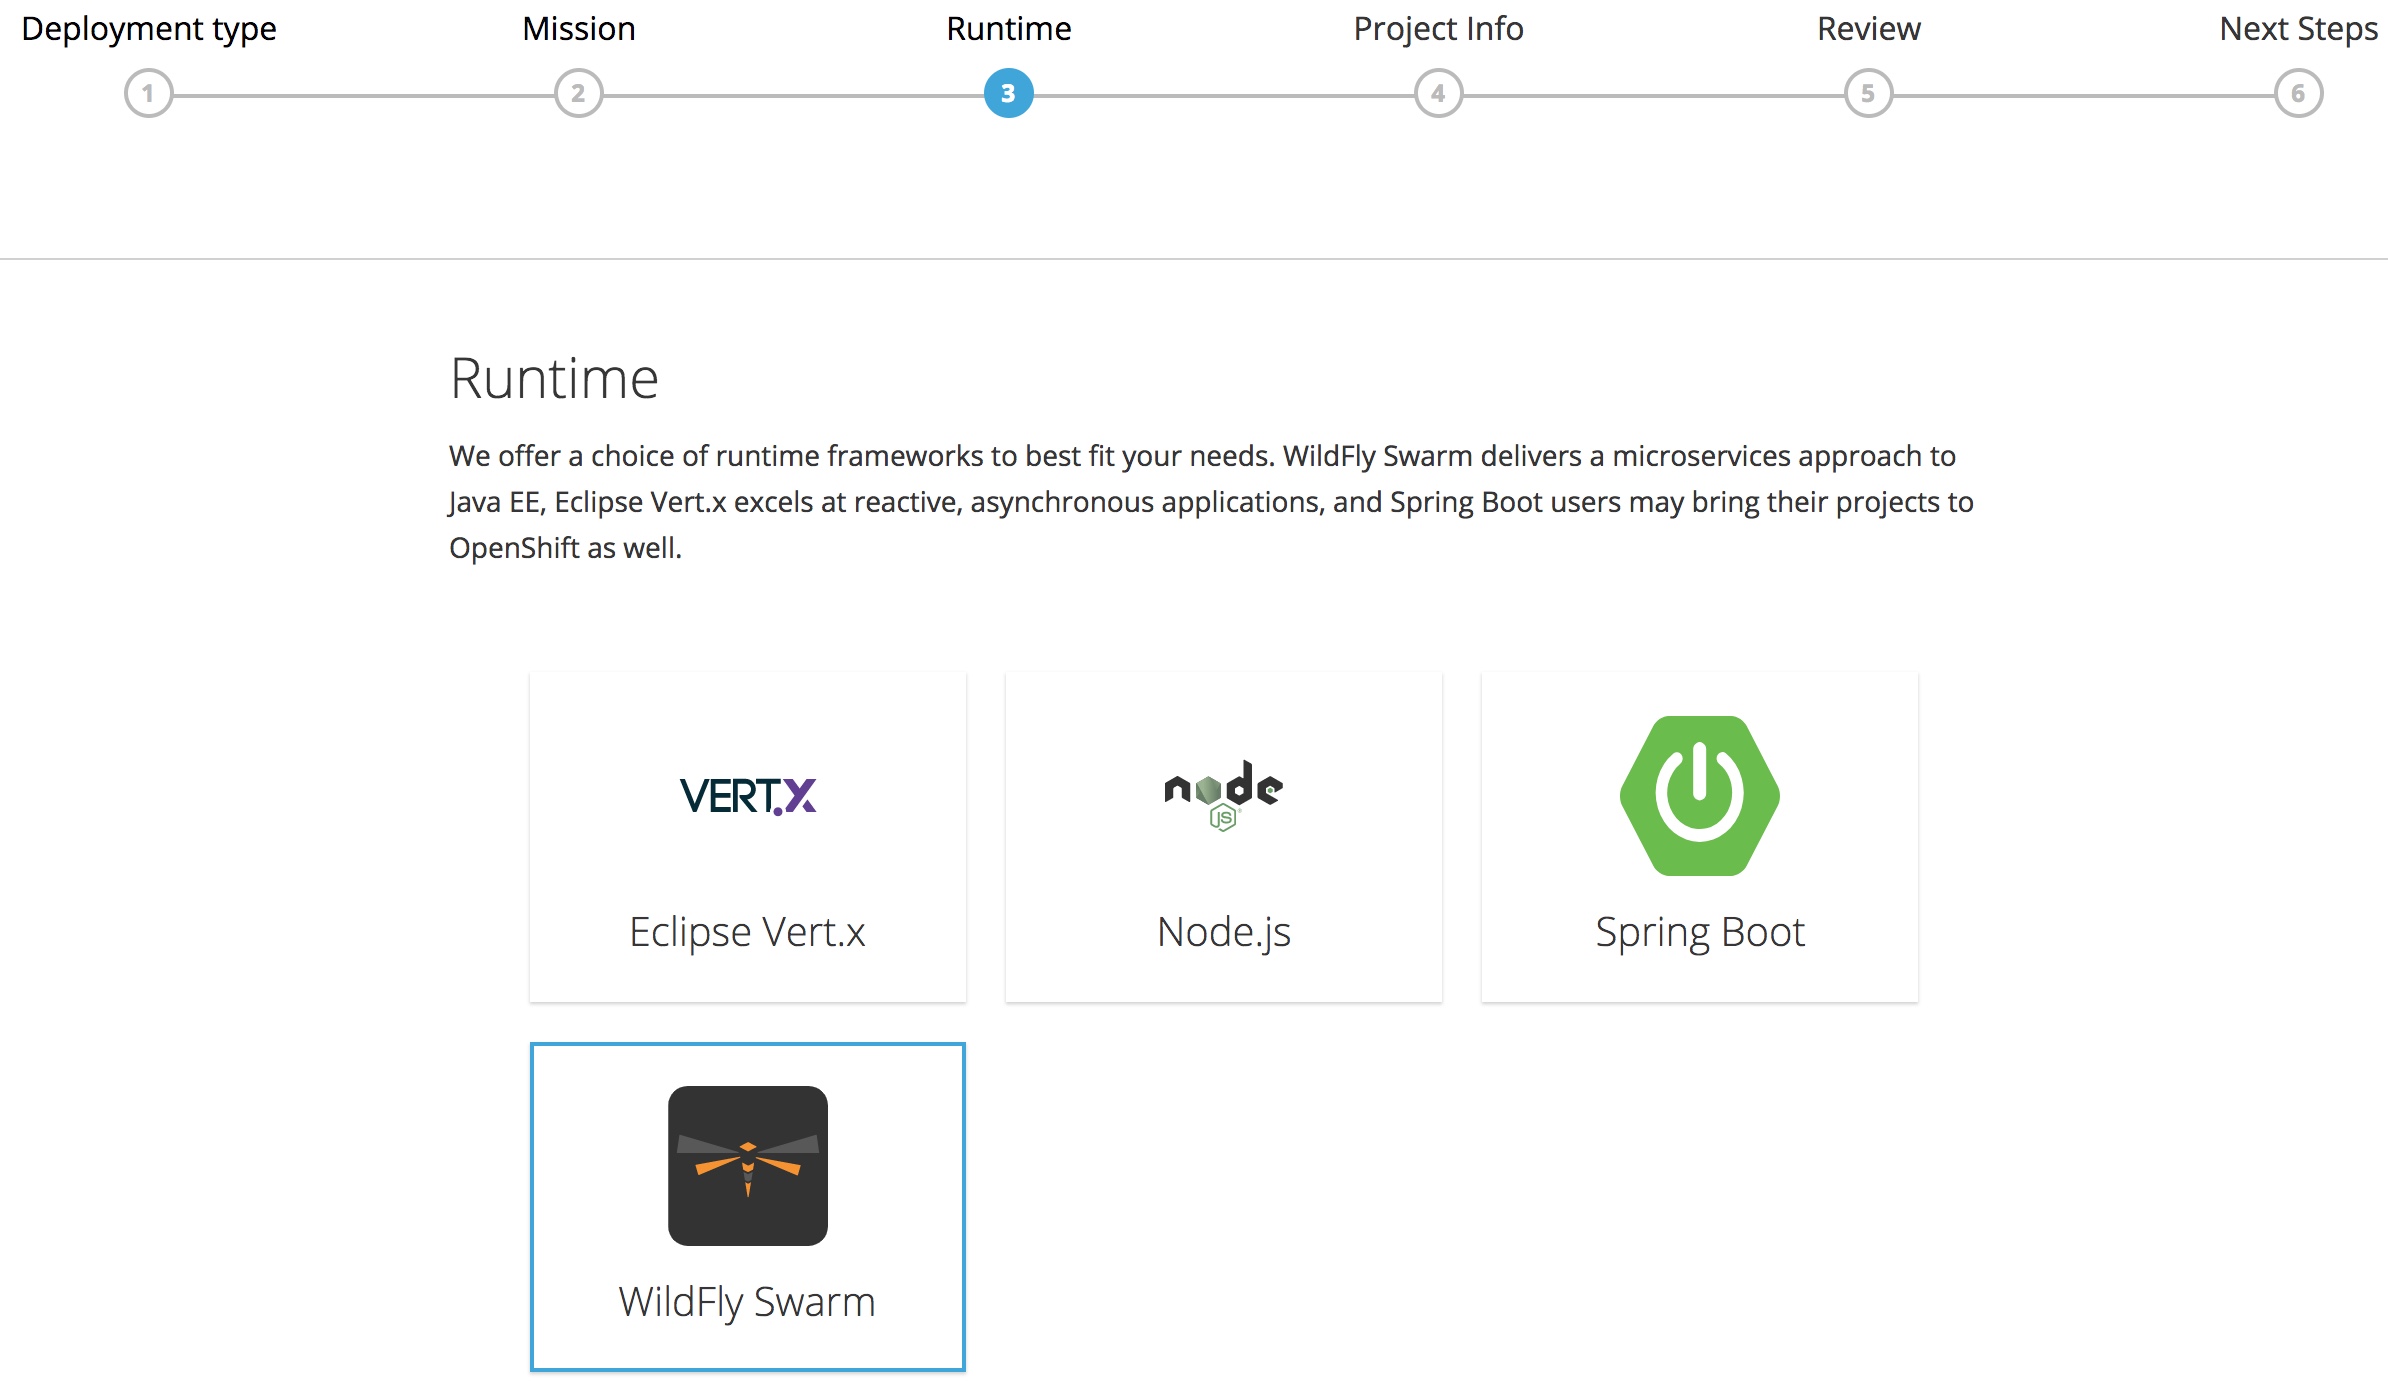 Deployment type Mission Runtime Project Info Review Next Steps
1 2 3 4 5 6
Runtime
We offer a choice of runtime frameworks to best fit your needs. WildFly Swarm delivers a microservices approach to
Java EE, Eclipse Vert.x excels at reactive, asynchronous applications, and Spring Boot users may bring their projects to
OpenShift as well.
VERT.X
node
JS
Eclipse Vert.x
Node.js
Spring Boot
WildFly Swarm